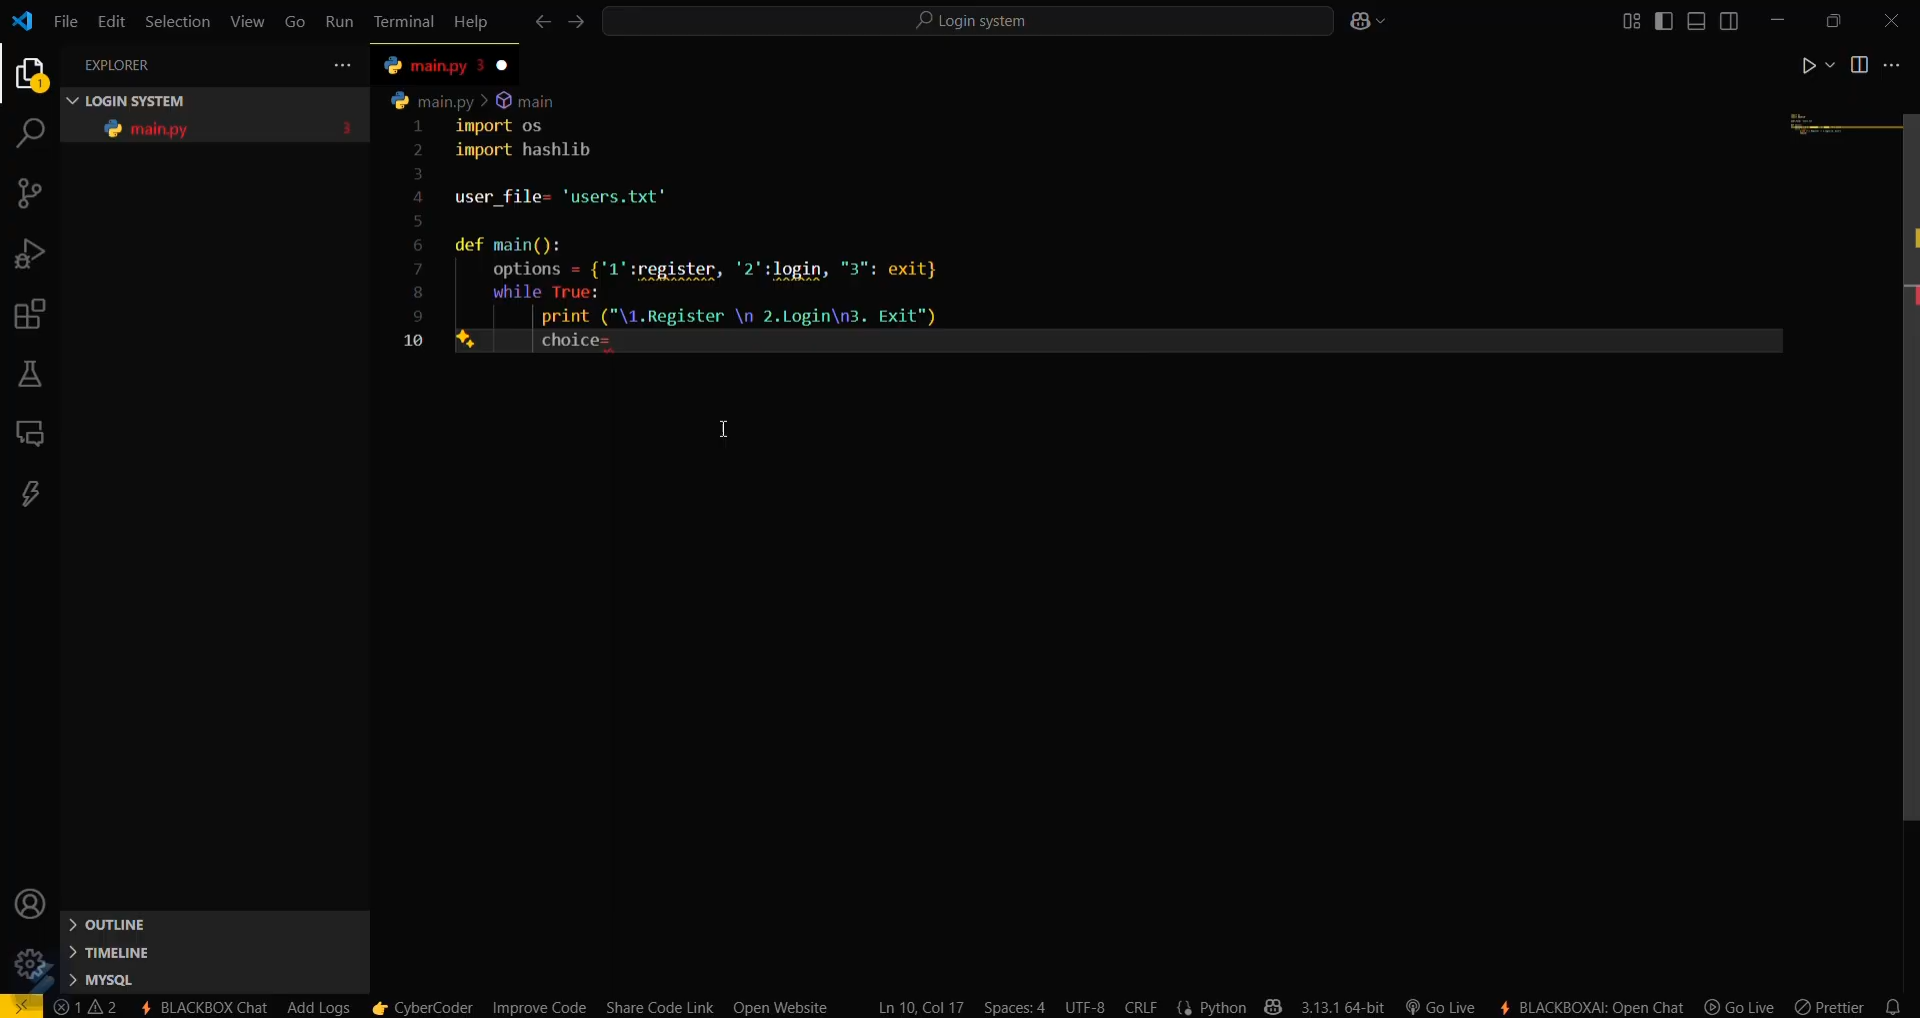 File Edit Selection View Go Run Terminal Help
Login system
EXPLORER
LOGIN SYSTEM
main.py 3
main.py 3
main.py > main
1 import os
2 import hashlib
3
4 user_file= 'users.txt'
5
6 def main():
7 options = {'1':register, '2':login, "3": exit}
8 while True:
9 print ("\1.Register \n 2.Login\n3. Exit")
10 choice=
1
OUTLINE
TIMELINE
MYSQL
1 2 BLACKBOX Chat Add Logs CyberCoder Improve Code Share Code Link Open Website Ln 10, Col 17 Spaces: 4 UTF-8 CRLF {} Python 3.13.1 64-bit Go Live BLACKBOXAI: Open Chat Go Live Prettier